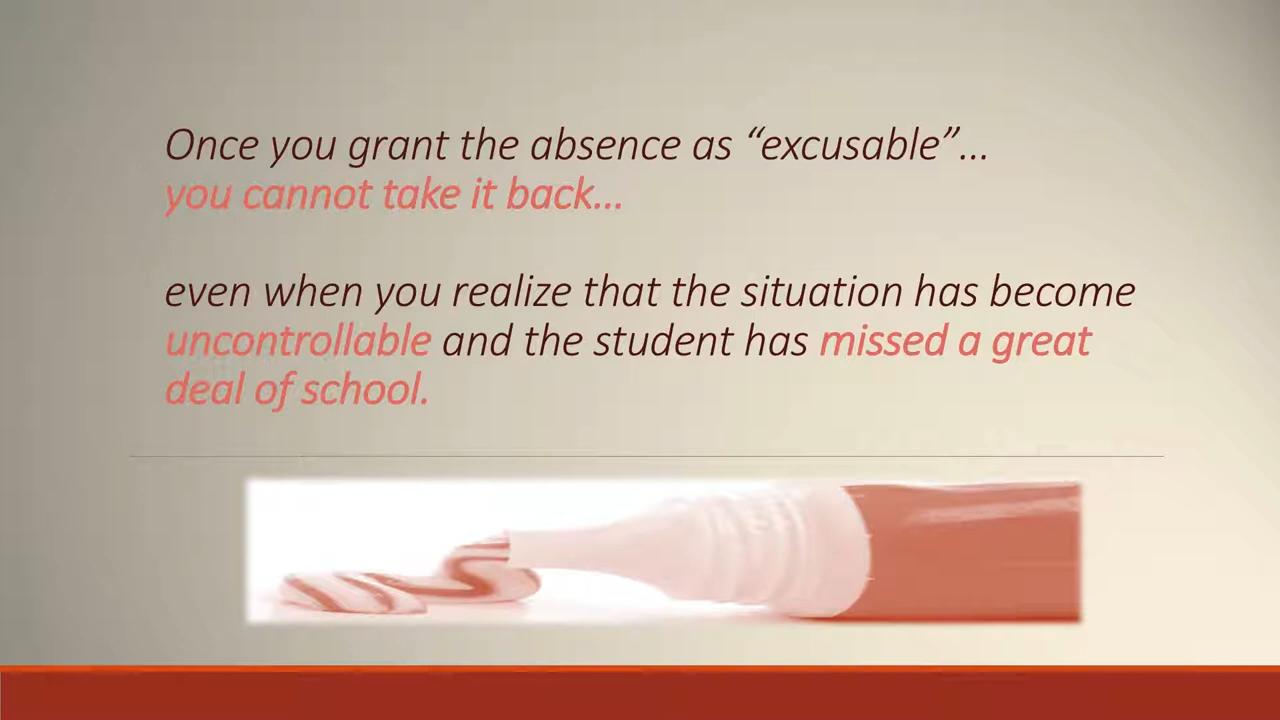 Once you grant the absence as “excusable”…
you cannot take it back…
even when you realize that the situation has become
uncontrollable and the student has missed a great
deal of school.